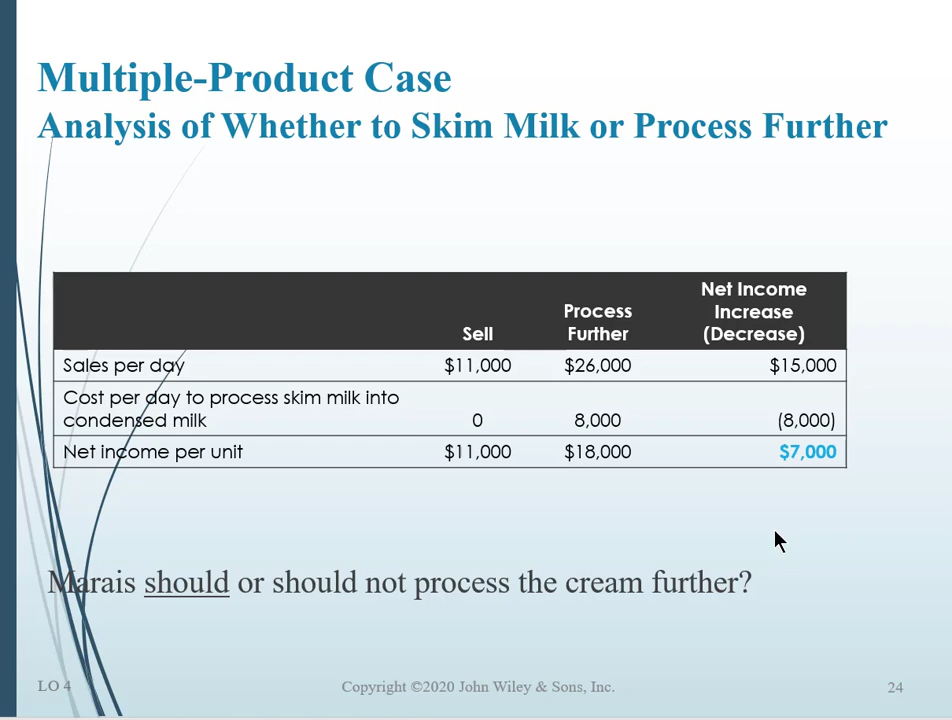 Multiple-Product Case
Analysis of Whether to Skim Milk or Process Further
Sell Process Further Net Income Increase (Decrease)
Sales per day $11,000 $26,000 $15,000
Cost per day to process skim milk into condensed milk 0 8,000 (8,000)
Net income per unit $11,000 $18,000 $7,000
Marais should or should not process the cream further?
LO 4 Copyright ©2020 John Wiley & Sons, Inc. 24